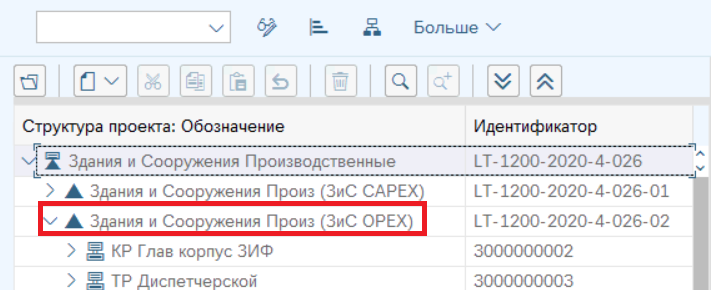 Больше
Структура проекта: Обозначение Идентификатор
Здания и Сооружения Производственные LT-1200-2020-4-026
Здания и Сооружения Произ (ЗиС CAPEX) LT-1200-2020-4-026-01
Здания и Сооружения Произ (ЗиС OPEX) LT-1200-2020-4-026-02
КР Глав корпус ЗИФ 3000000002
ТР Диспетчерской 3000000003